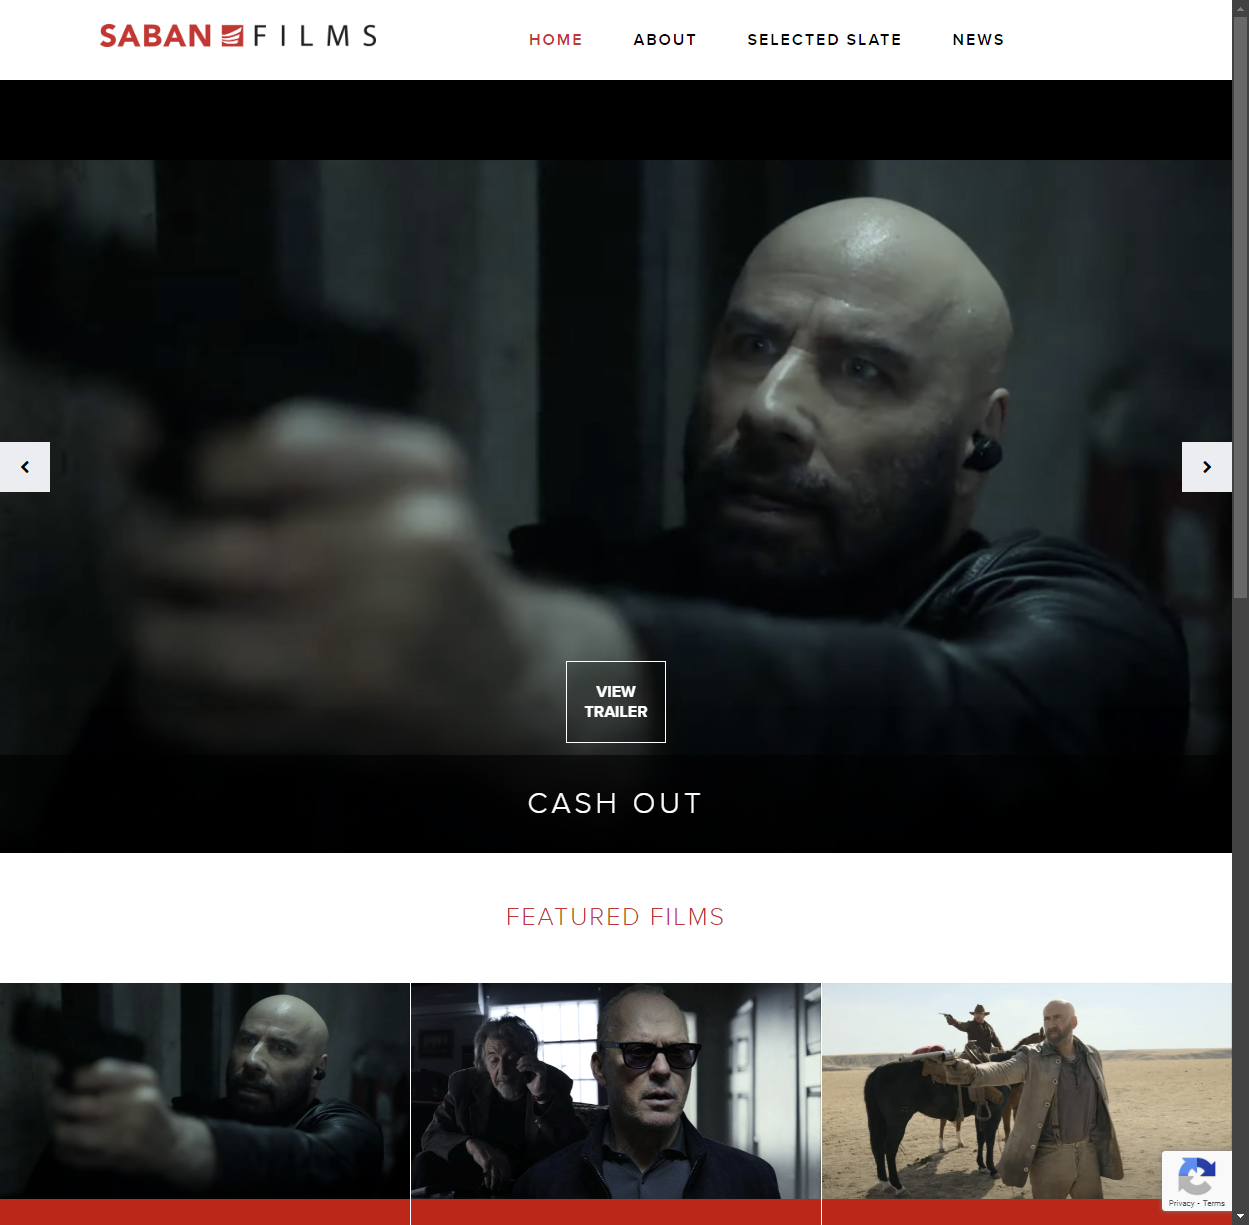 SABAN FILMS
HOME ABOUT SELECTED SLATE NEWS
VIEW
TRAILER
CASH OUT
FEATURED FILMS
Privacy - Terms